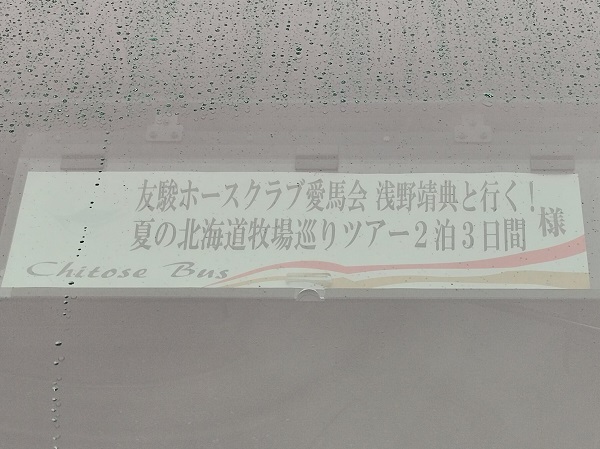 友駿ホースクラブ愛馬会 浅野靖典と行く!
夏の北海道牧場巡りツアー2泊3日間
様
Chitose Bus